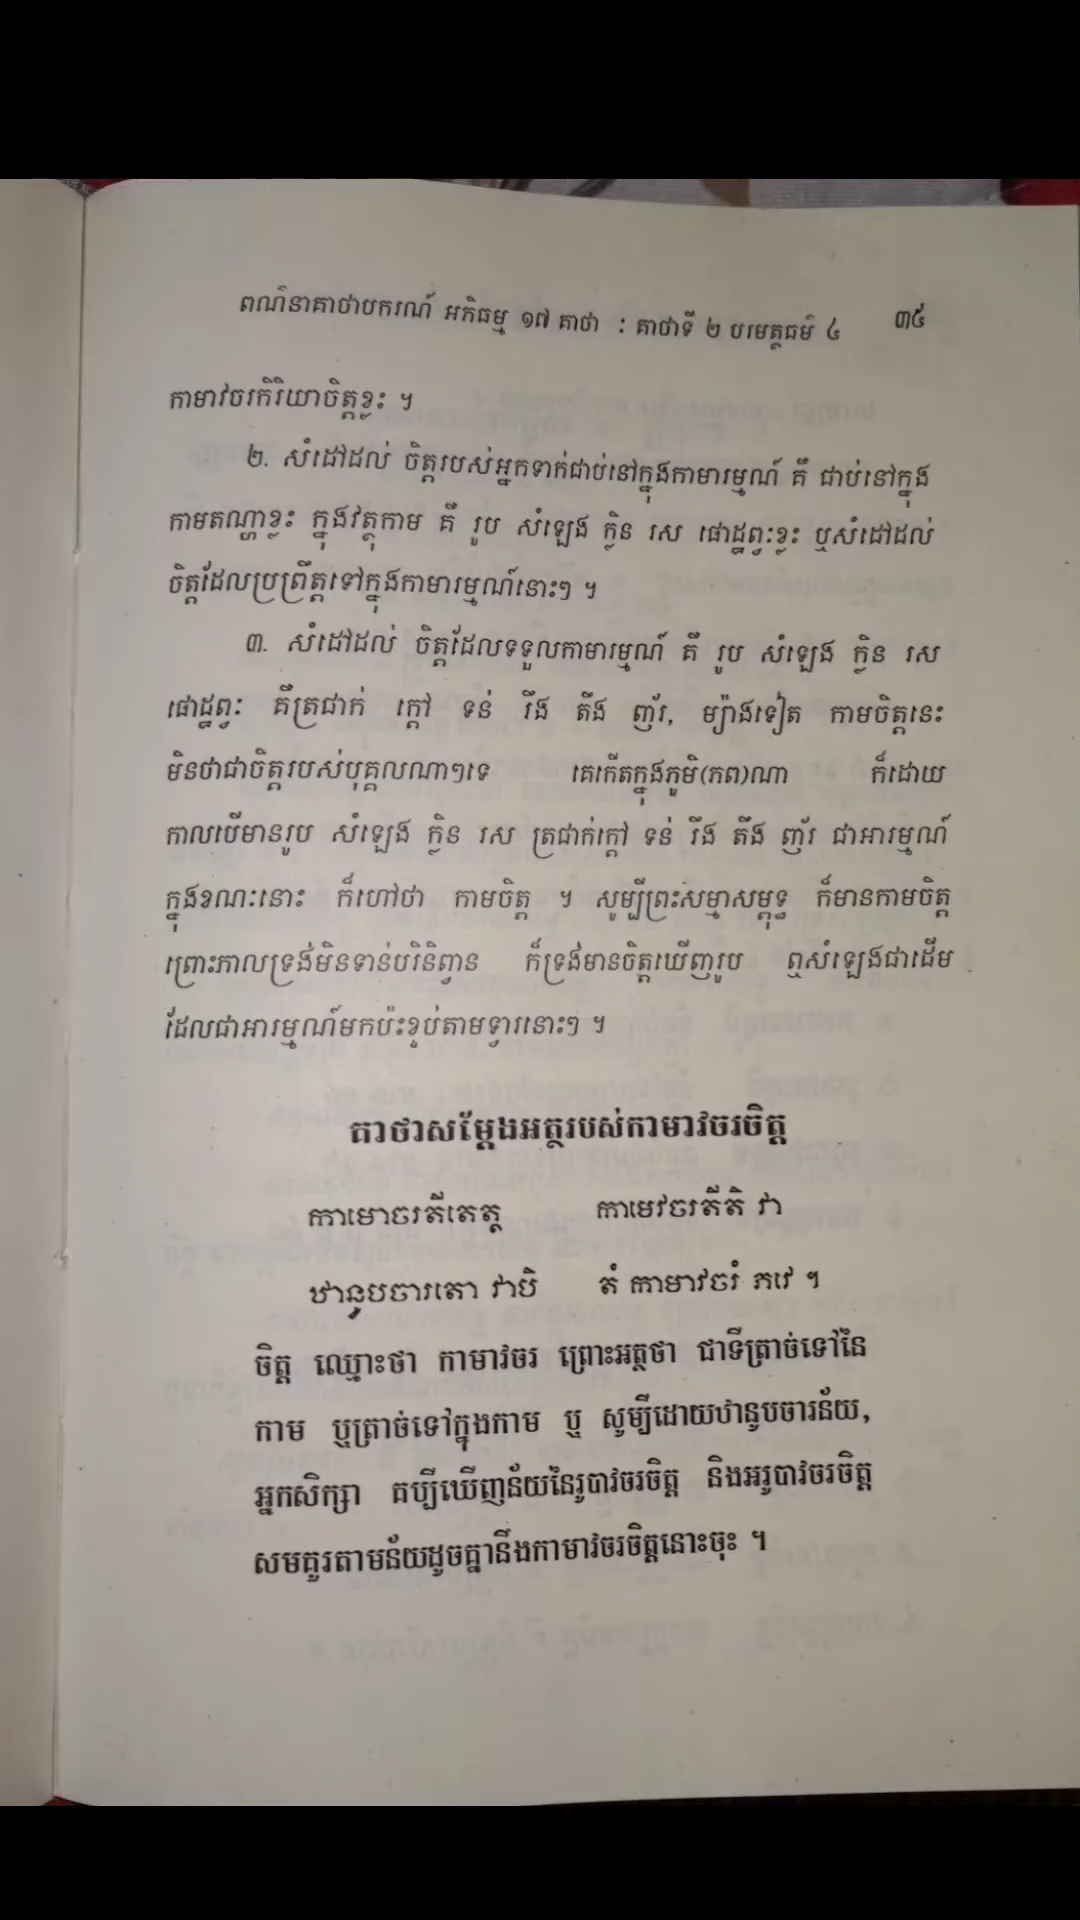 ពណ៌នាគាថាបករណ៍ អភិធម្ម ១៧ គាថា : គាថាទី ២ បរមត្ថធម៌ ៤ ៣៥
កាមាវចរកិរិយាចិត្តខ្លះ ។
២. សំដៅដល់ ចិត្តរបស់អ្នកទាក់ជាប់នៅក្នុងកាមារម្មណ៍ គឺ ជាប់នៅក្នុង
កាមតណ្ហាខ្លះ ក្នុងវត្ថុកាម គឺ រូប សំឡេង ក្លិន រស ផោដ្ឋព្វៈខ្លះ ឬសំដៅដល់
ចិត្តដែលប្រព្រឹត្តទៅក្នុងកាមារម្មណ៍នោះៗ ។
៣. សំដៅដល់ ចិត្តដែលទទួលកាមារម្មណ៍ គឺ រូប សំឡេង ក្លិន រស
ផោដ្ឋព្វៈ គឺត្រជាក់ ក្ដៅ ទន់ រឹង តឹង ញ័រ, ម្យ៉ាងទៀត កាមចិត្តនេះ
មិនថាជាចិត្តរបស់បុគ្គលណាៗទេ គេកើតក្នុងភូមិ(ភព)ណា ក៏ដោយ
កាលបើមានរូប សំឡេង ក្លិន រស ត្រជាក់ក្ដៅ ទន់ រឹង តឹង ញ័រ ជាអារម្មណ៍
ក្នុងខណៈនោះ ក៏ហៅថា កាមចិត្ត ។ សូម្បីព្រះសម្មាសម្ពុទ្ធ ក៏មានកាមចិត្ត
ព្រោះកាលទ្រង់មិនទាន់បរិនិព្វាន ក៏ទ្រង់មានចិត្តឃើញរូប ឮសំឡេងជាដើម
ដែលជាអារម្មណ៍មកប៉ះខ្ទប់តាមទ្វារនោះៗ ។
គាថាសម្ដែងអត្ថរបស់កាមាវចរចិត្ត
កាមោចរតីតេត្ថ កាមេវចរតីតិ វា
ឋានូបចារតោ វាបិ តំ កាមាវចរំ ភវេ ។
ចិត្ត ឈ្មោះថា កាមាវចរ ព្រោះអត្ថថា ជាទីត្រាច់ទៅនៃ
កាម ឬត្រាច់ទៅក្នុងកាម ឬ សូម្បីដោយឋានូបចារន័យ,
អ្នកសិក្សា គប្បីឃើញន័យនៃរូបាវចរចិត្ត និងអរូបាវចរចិត្ត
សមគួរតាមន័យដូចគ្នានឹងកាមាវចរចិត្តនោះចុះ ។